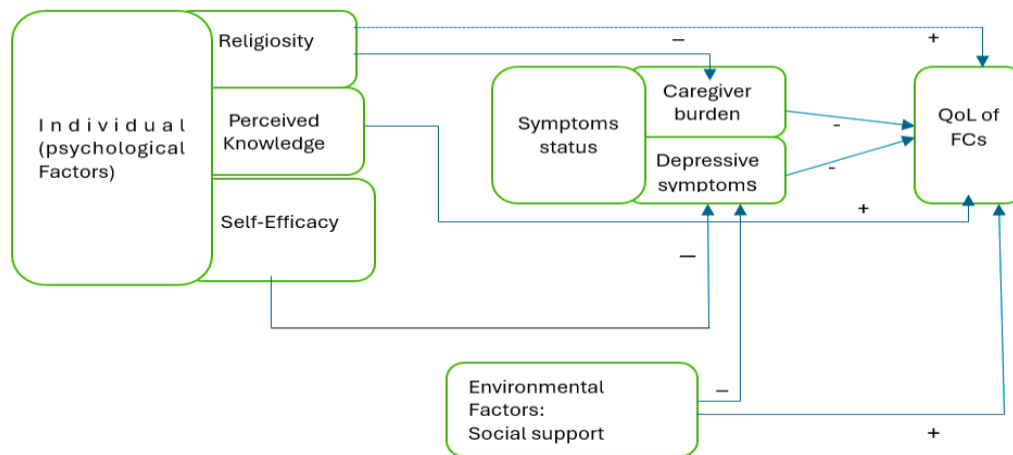 Religiosity
I n d i v i d u a l
(psychological
Factors)
Perceived
Knowledge
Self-Efficacy
Symptoms
status
Caregiver
burden
Depressive
symptoms
QoL of
FCs
Environmental
Factors:
Social support
–
+
-
-
+
–
–
+